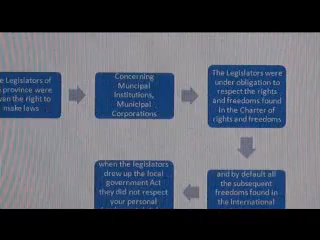 Legislators of
province were
the right to
make laws
Concerning
Muncipal
Institutions,
Municipal
Corporations
The Legislators were
under obligation to
respect the rights
and freedoms found
in the Charter of
rights and freedoms
and by default all
the subsequent
freedoms found in
the International
when the legislators
drew up the local
government Act
they did not respect
your personal